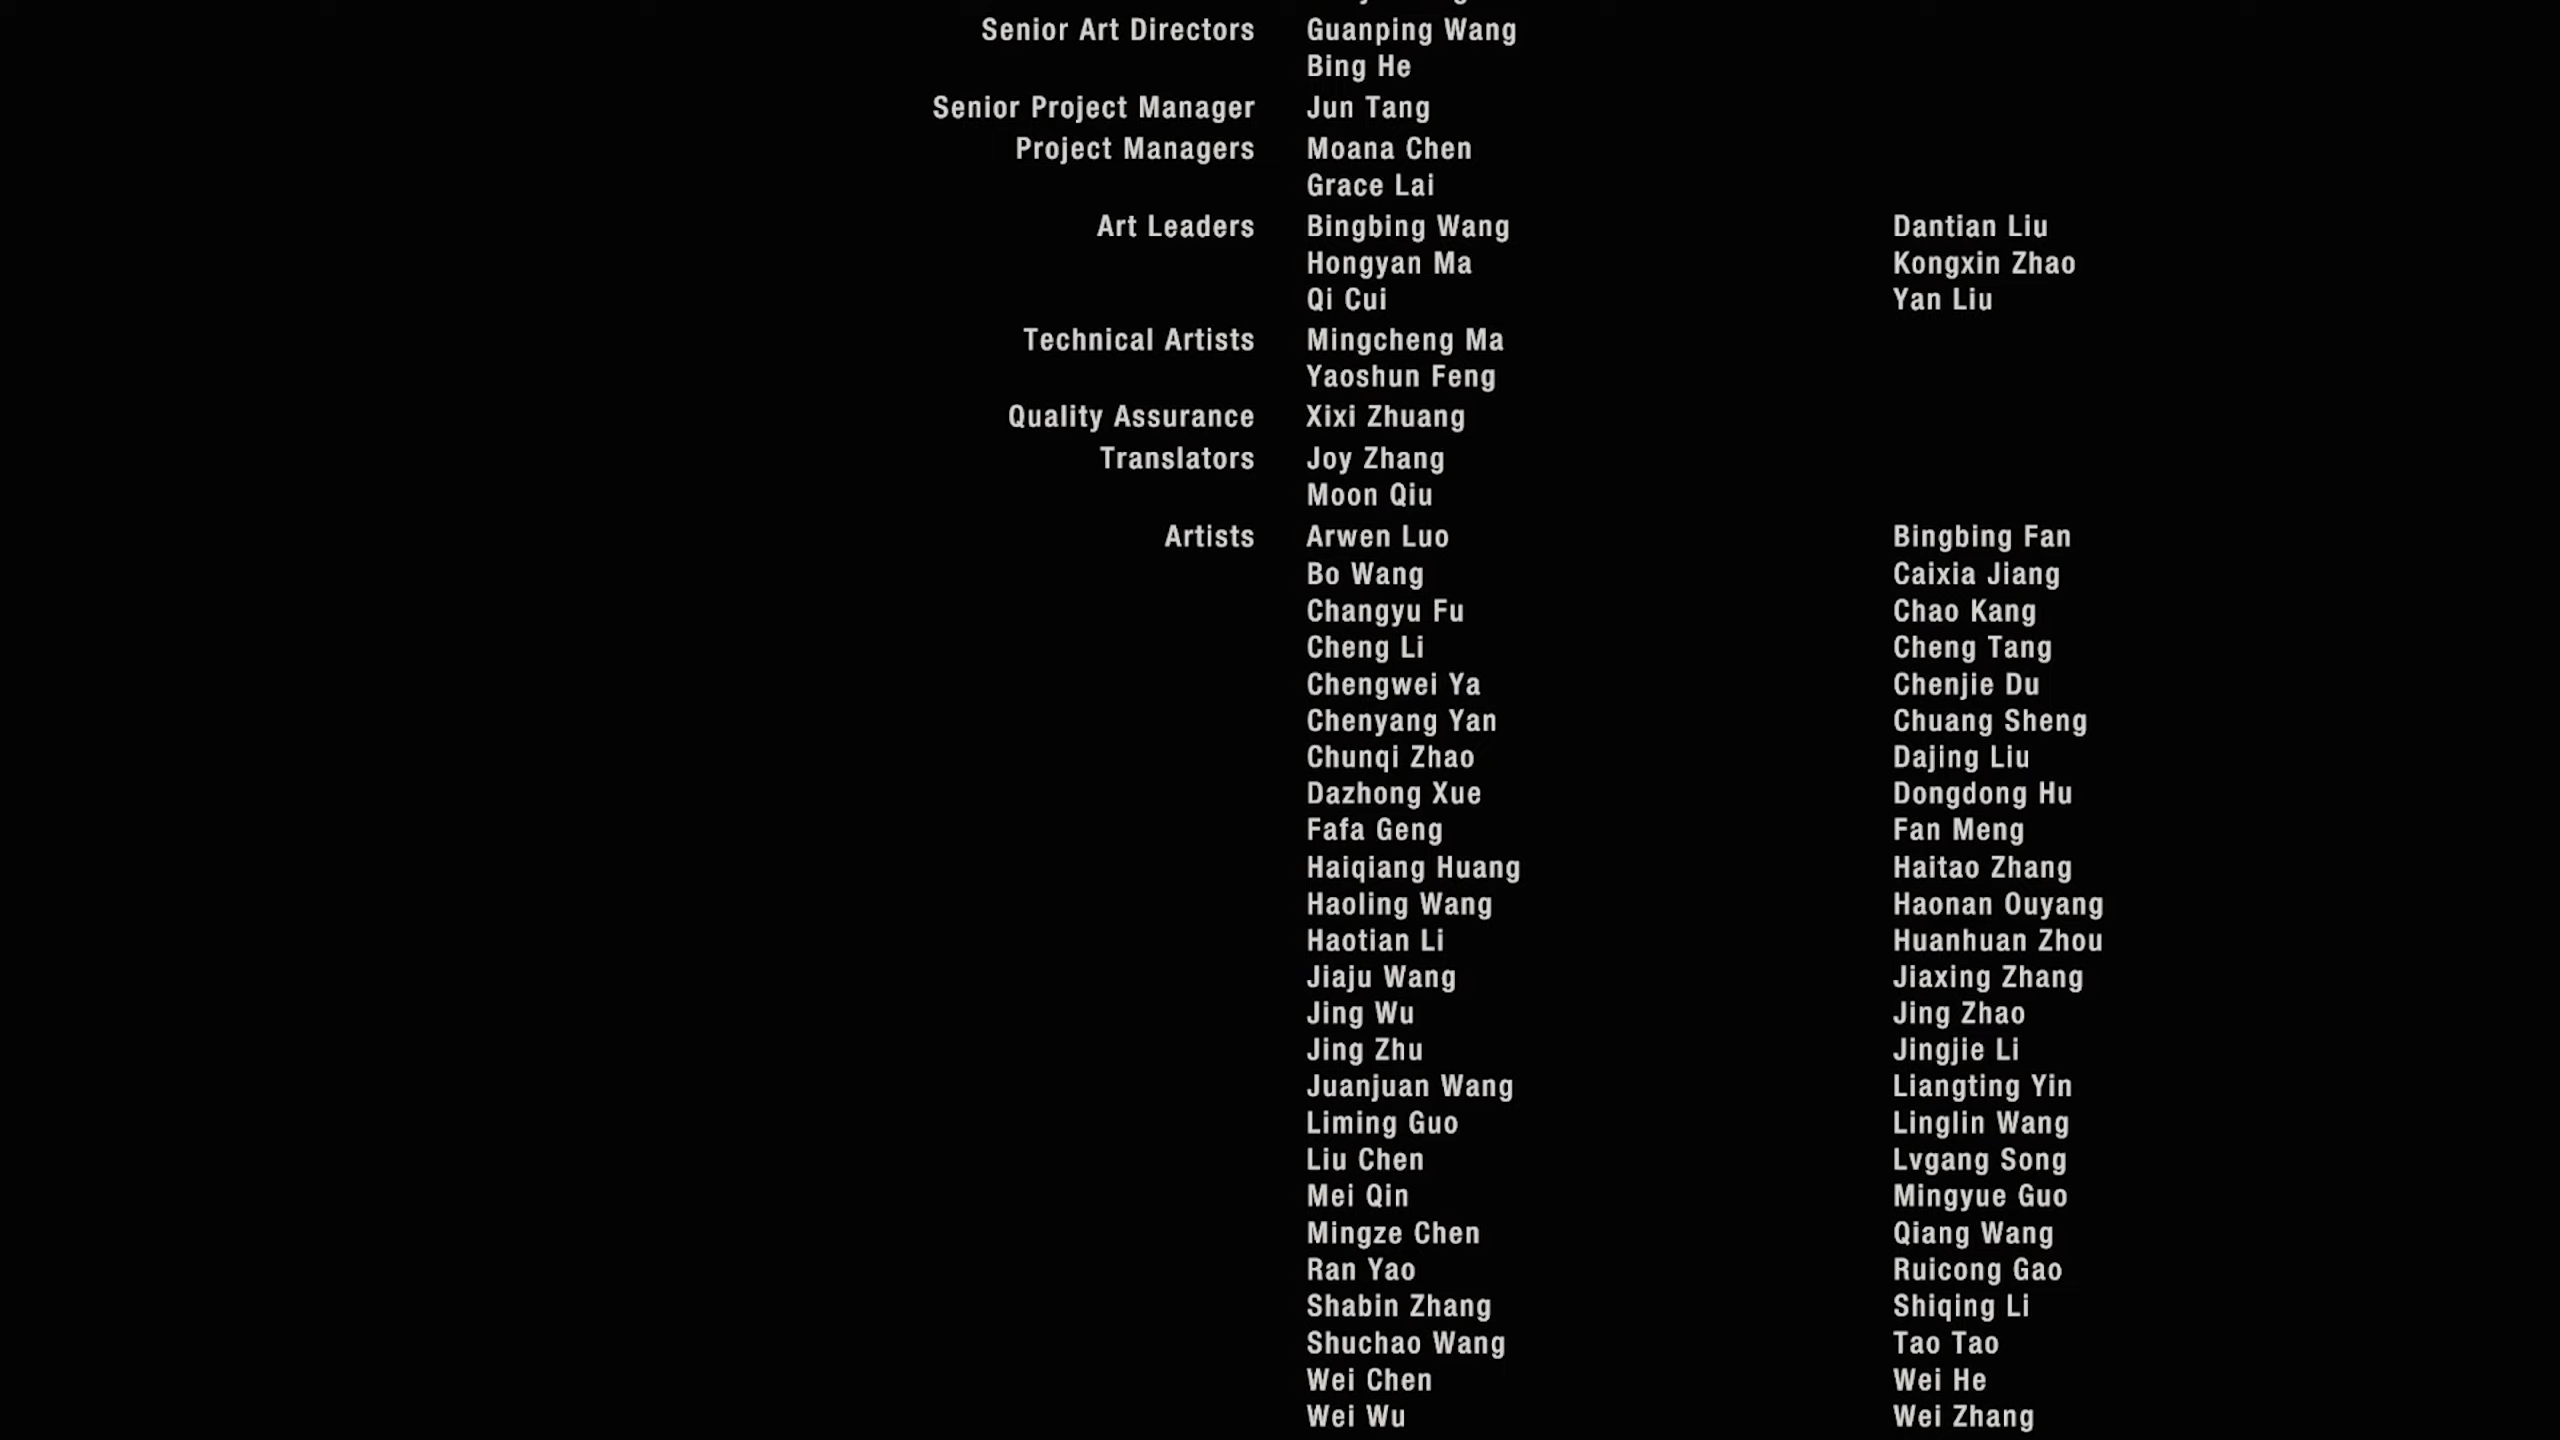 Senior Art Directors Guanping Wang
Bing He
Senior Project Manager Jun Tang
Project Managers Moana Chen
Grace Lai
Art Leaders Bingbing Wang Dantian Liu
Hongyan Ma Kongxin Zhao
Qi Cui Yan Liu
Technical Artists Mingcheng Ma
Yaoshun Feng
Quality Assurance Xixi Zhuang
Translators Joy Zhang
Moon Qiu
Artists Arwen Luo Bingbing Fan
Bo Wang Caixia Jiang
Changyu Fu Chao Kang
Cheng Li Cheng Tang
Chengwei Ya Chenjie Du
Chenyang Yan Chuang Sheng
Chunqi Zhao Dajing Liu
Dazhong Xue Dongdong Hu
Fafa Geng Fan Meng
Haiqiang Huang Haitao Zhang
Haoling Wang Haonan Ouyang
Haotian Li Huanhuan Zhou
Jiaju Wang Jiaxing Zhang
Jing Wu Jing Zhao
Jing Zhu Jingjie Li
Juanjuan Wang Liangting Yin
Liming Guo Linglin Wang
Liu Chen Lvgang Song
Mei Qin Mingyue Guo
Mingze Chen Qiang Wang
Ran Yao Ruicong Gao
Shabin Zhang Shiqing Li
Shuchao Wang Tao Tao
Wei Chen Wei He
Wei Wu Wei Zhang